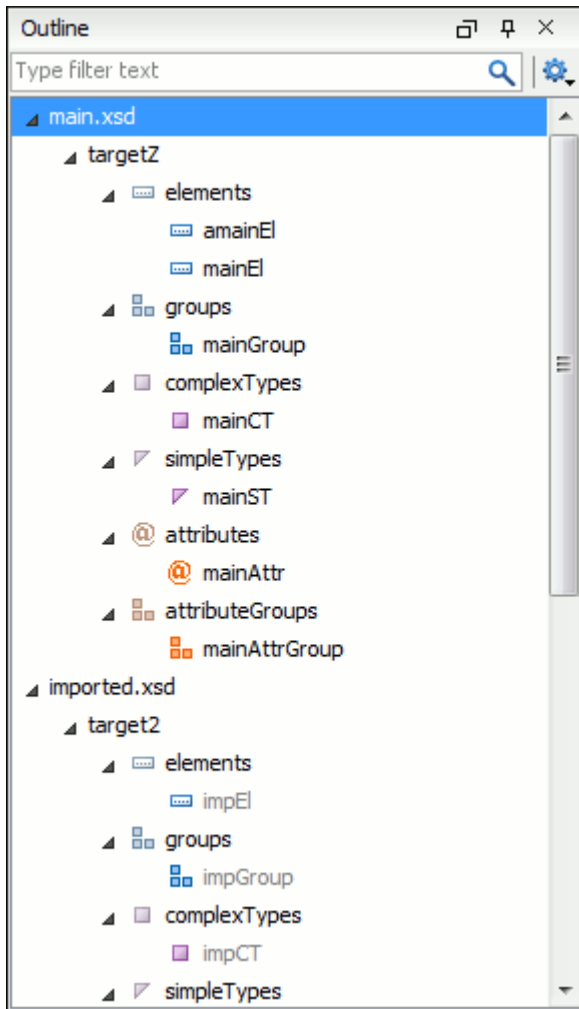 Outline
Type filter text
main.xsd
targetZ
elements
amainEl
mainEl
groups
mainGroup
complexTypes
mainCT
simpleTypes
mainST
attributes
mainAttr
attributeGroups
mainAttrGroup
imported.xsd
target2
elements
impEl
groups
impGroup
complexTypes
impCT
simpleTypes